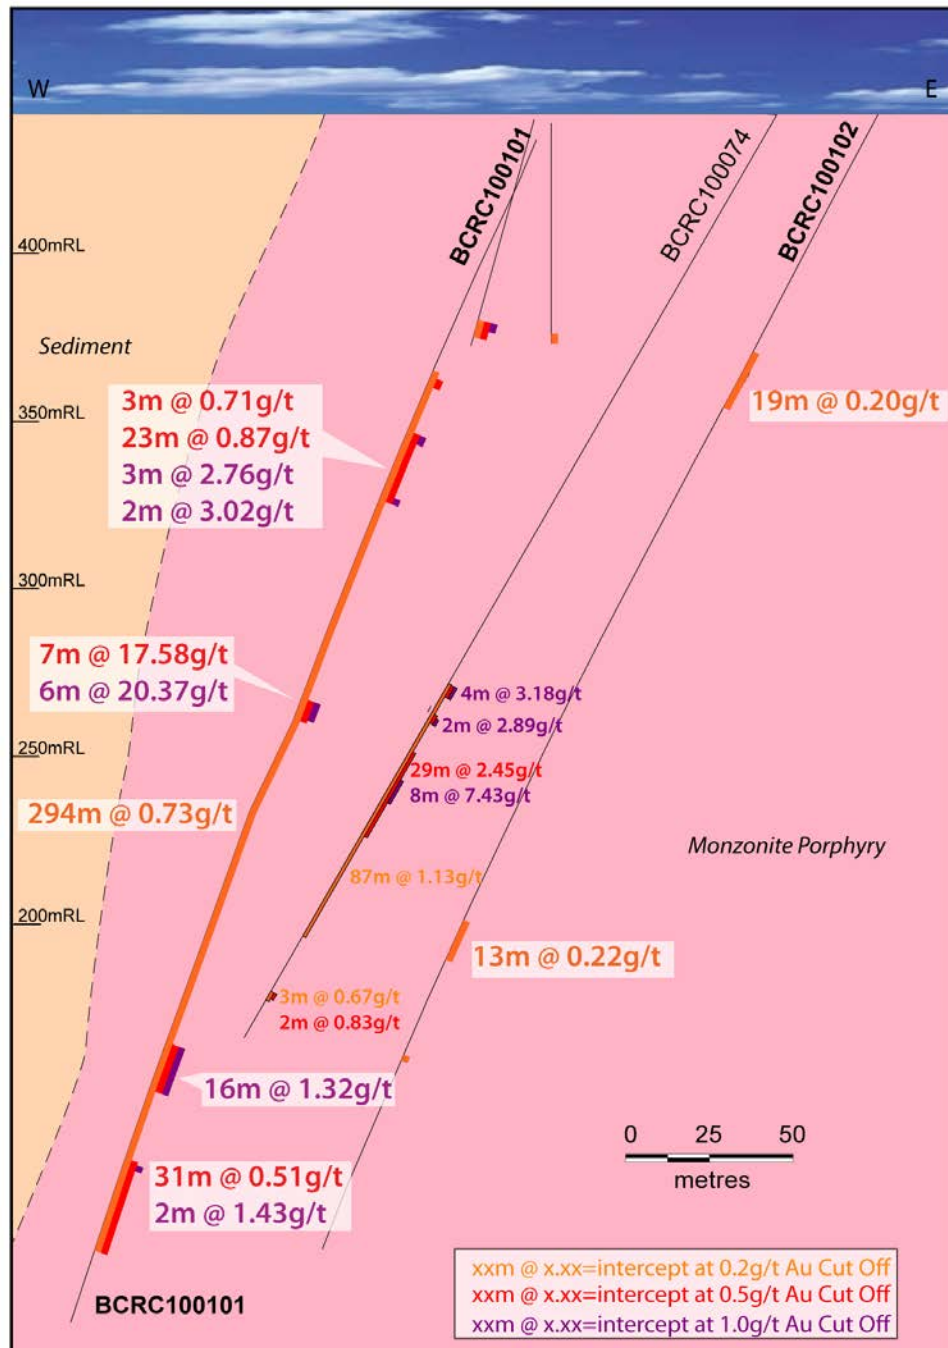 W
E
BCRC100101
BCRC100074
BCRC100102
400mRL
Sediment
350mRL
3m @ 0.71g/t
23m @ 0.87g/t
3m @ 2.76g/t
2m @ 3.02g/t
19m @ 0.20g/t
300mRL
7m @ 17.58g/t
6m @ 20.37g/t
4m @ 3.18g/t
2m @ 2.89g/t
250mRL
29m @ 2.45g/t
8m @ 7.43g/t
294m @ 0.73g/t
Monzonite Porphyry
87m @ 1.13g/t
200mRL
13m @ 0.22g/t
3m @ 0.67g/t
2m @ 0.83g/t
16m @ 1.32g/t
0 25 50
metres
31m @ 0.51g/t
2m @ 1.43g/t
BCRC100101
xxm @ x.xx=intercept at 0.2g/t Au Cut Off
xxm @ x.xx=intercept at 0.5g/t Au Cut Off
xxm @ x.xx=intercept at 1.0g/t Au Cut Off